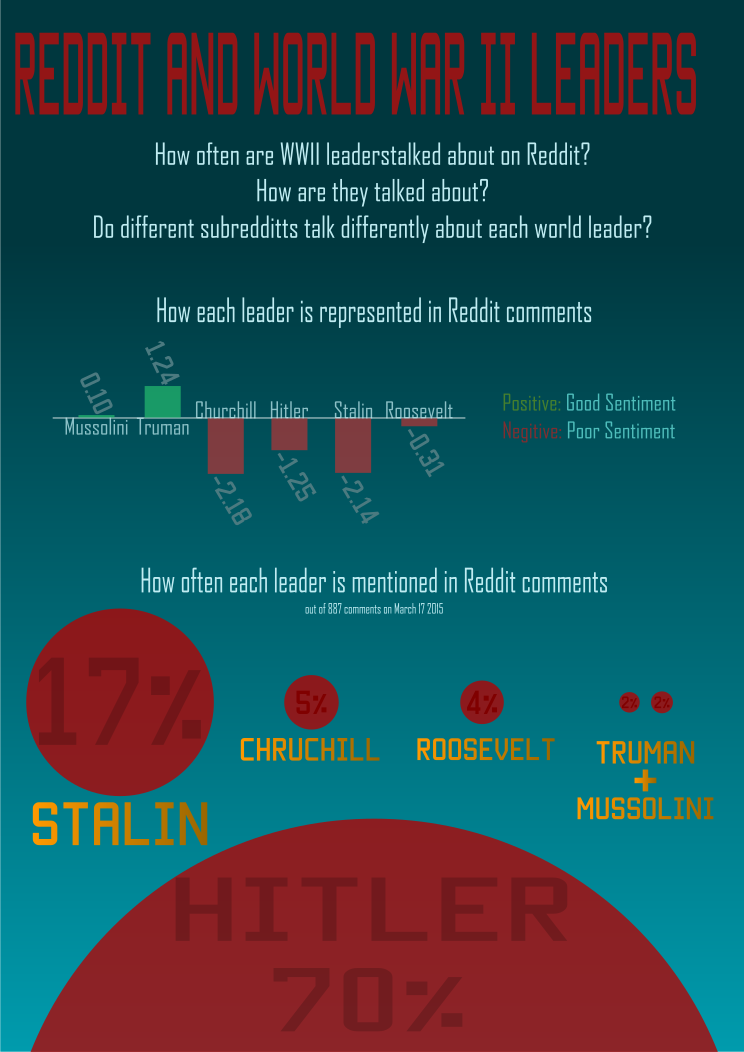 REDDIT AND WORLD WAR II LEADERS
How often are WWII leaderstalked about on Reddit?
How are they talked about?
Do different subredditts talk differently about each world leader?
How each leader is represented in Reddit comments
0.10
1.24
Mussolini Truman Churchill Hitler Stalin Roosevelt
-2.18
-1.25
-2.14
-0.31
Positive: Good Sentiment
Negitive: Poor Sentiment
How often each leader is mentioned in Reddit comments
out of 887 comments on March 17 2015
17%
STALIN
5%
CHRUCHILL
4%
ROOSEVELT
2% 2%
TRUMAN
+
MUSSOLINI
HITLER
70%